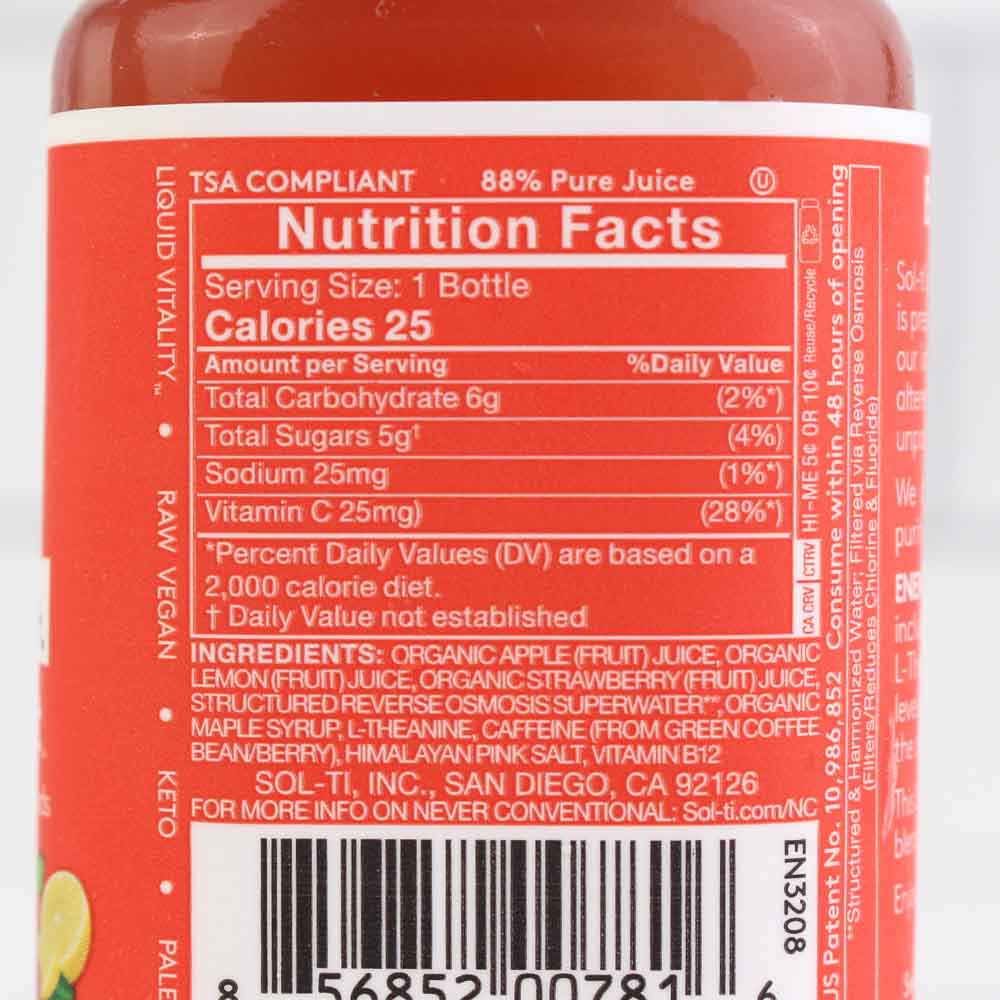 TSA COMPLIANT 88% Pure Juice U
Nutrition Facts
Serving Size: 1 Bottle
Calories 25
Amount per Serving %Daily Value
Total Carbohydrate 6g (2%*)
Total Sugars 5g† (4%)
Sodium 25mg (1%*)
Vitamin C 25mg) (28%*)
*Percent Daily Values (DV) are based on a
2,000 calorie diet.
† Daily Value not established
INGREDIENTS: ORGANIC APPLE (FRUIT) JUICE, ORGANIC
LEMON (FRUIT) JUICE, ORGANIC STRAWBERRY (FRUIT) JUICE,
STRUCTURED REVERSE OSMOSIS SUPERWATER**, ORGANIC
MAPLE SYRUP, L-THEANINE, CAFFEINE (FROM GREEN COFFEE
BEAN/BERRY), HIMALAYAN PINK SALT, VITAMIN B12
SOL-TI, INC., SAN DIEGO, CA 92126
FOR MORE INFO ON NEVER CONVENTIONAL: Sol-ti.com/NC
8 56852 00781 6
EN3208
LIQUID VITALITY™ • RAW VEGAN • KETO • PALE
CA CRV CTRV HI-ME 5¢ OR 10¢ Reuse/Recycle
US Patent No. 10,986,852 Consume within 48 hours of opening
**Structured & Harmonized Water; Filtered via Reverse Osmosis
(Filters/Reduces Chlorine & Fluoride)
is
our
We
L-Th
the